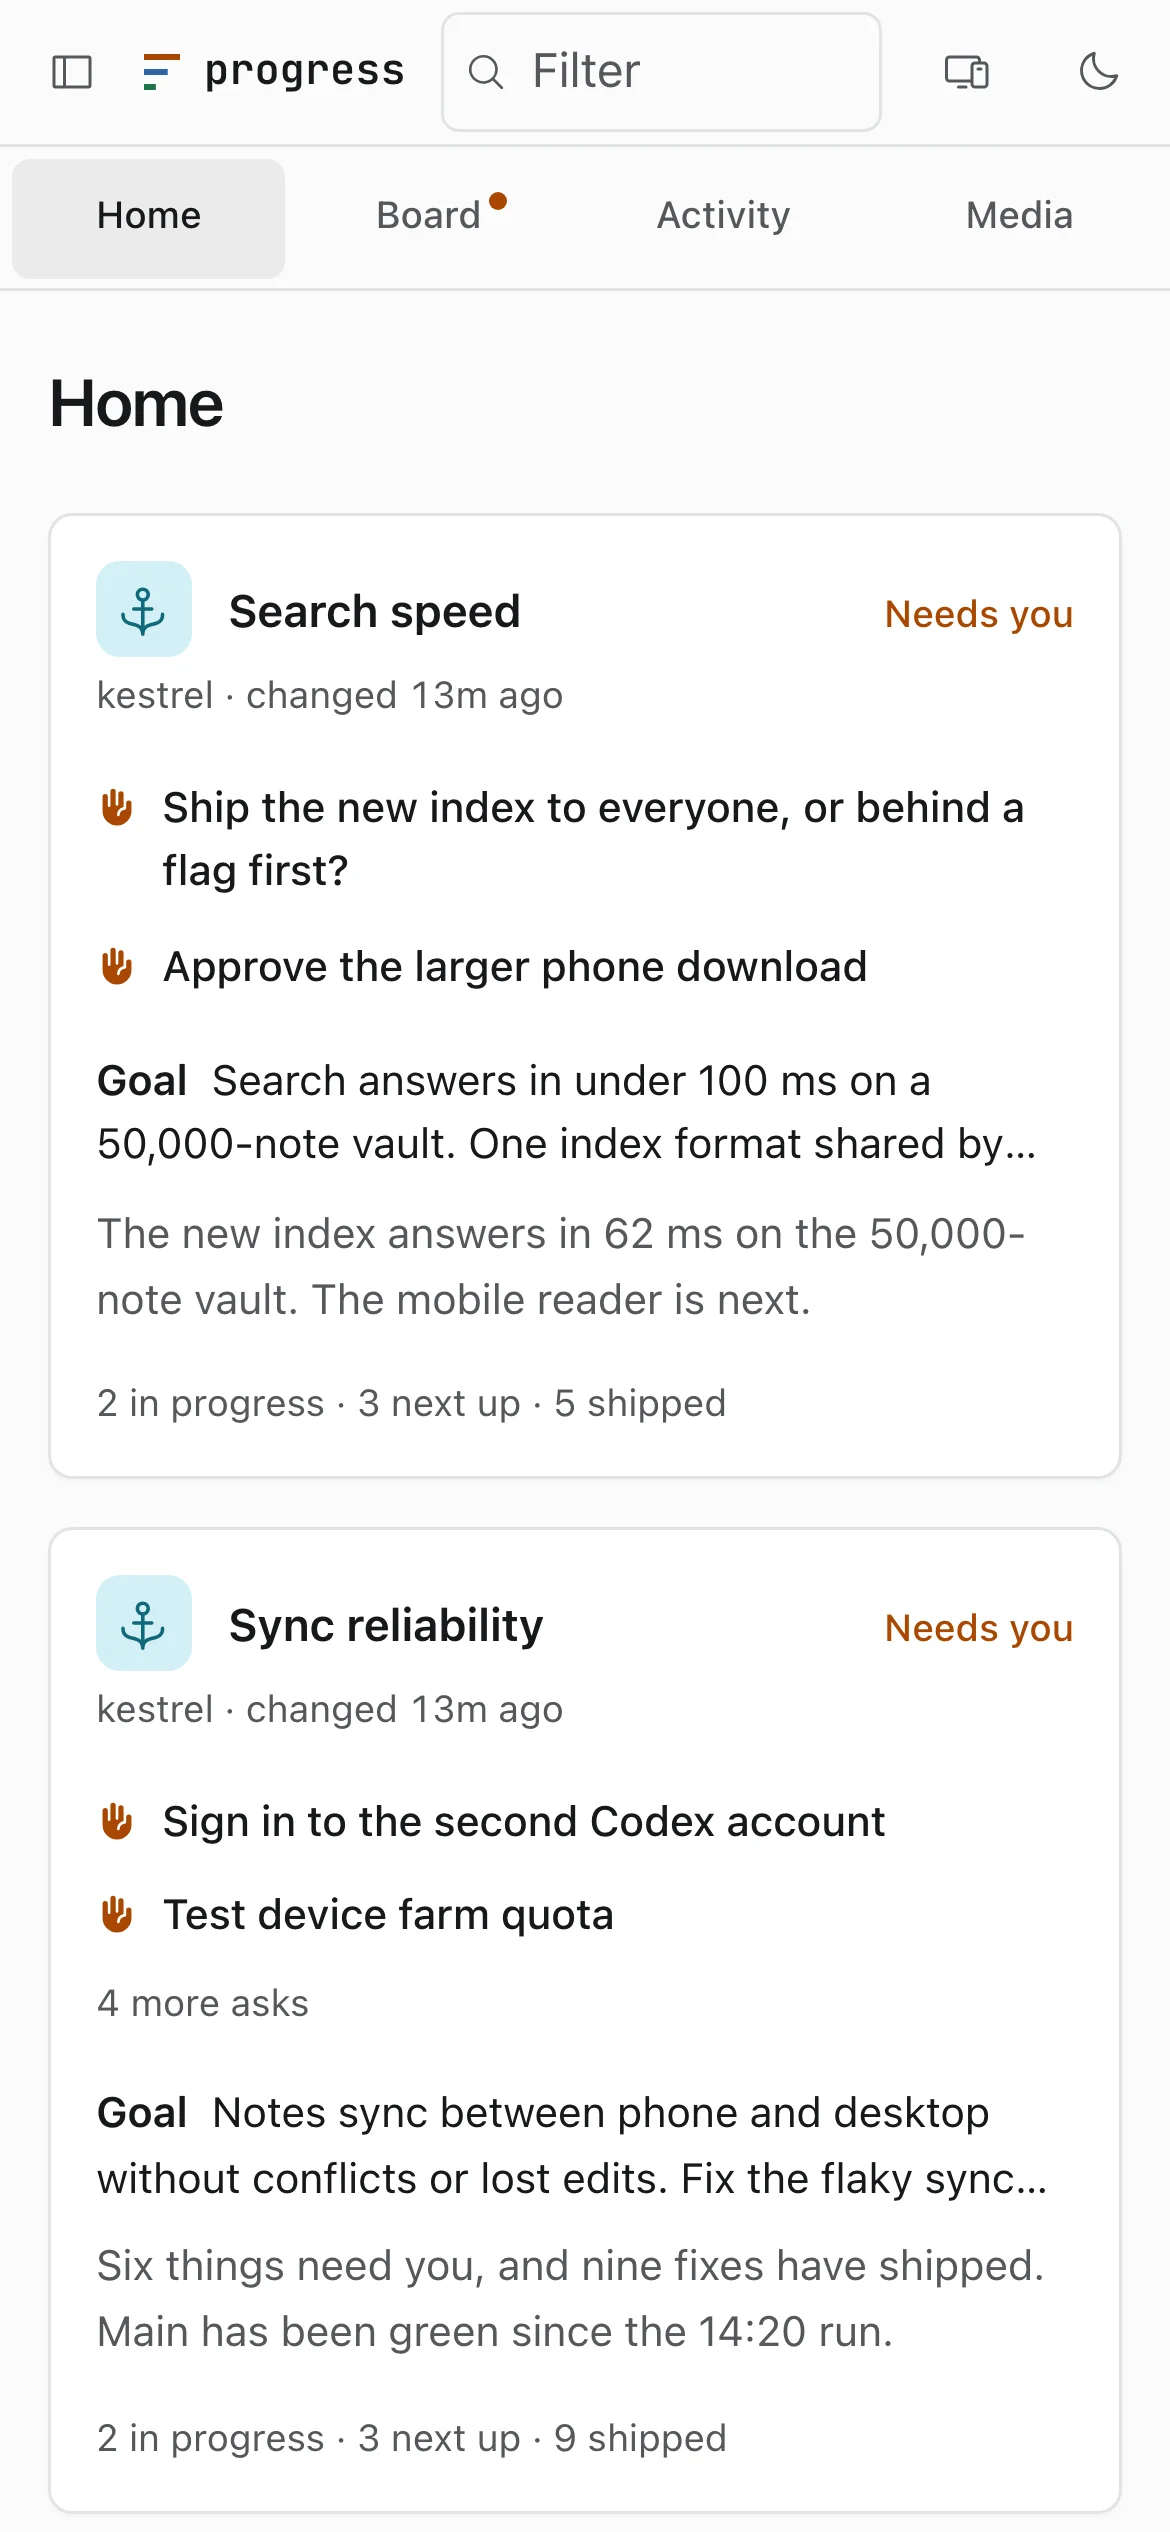 progress
Filter
Home
Board
Activity
Media
Home
Search speed
Needs you
kestrel · changed 13m ago
Ship the new index to everyone, or behind a
flag first?
Approve the larger phone download
Goal Search answers in under 100 ms on a
50,000-note vault. One index format shared by...
The new index answers in 62 ms on the 50,000-
note vault. The mobile reader is next.
2 in progress · 3 next up · 5 shipped
Sync reliability
Needs you
kestrel · changed 13m ago
Sign in to the second Codex account
Test device farm quota
4 more asks
Goal Notes sync between phone and desktop
without conflicts or lost edits. Fix the flaky sync...
Six things need you, and nine fixes have shipped.
Main has been green since the 14:20 run.
2 in progress · 3 next up · 9 shipped